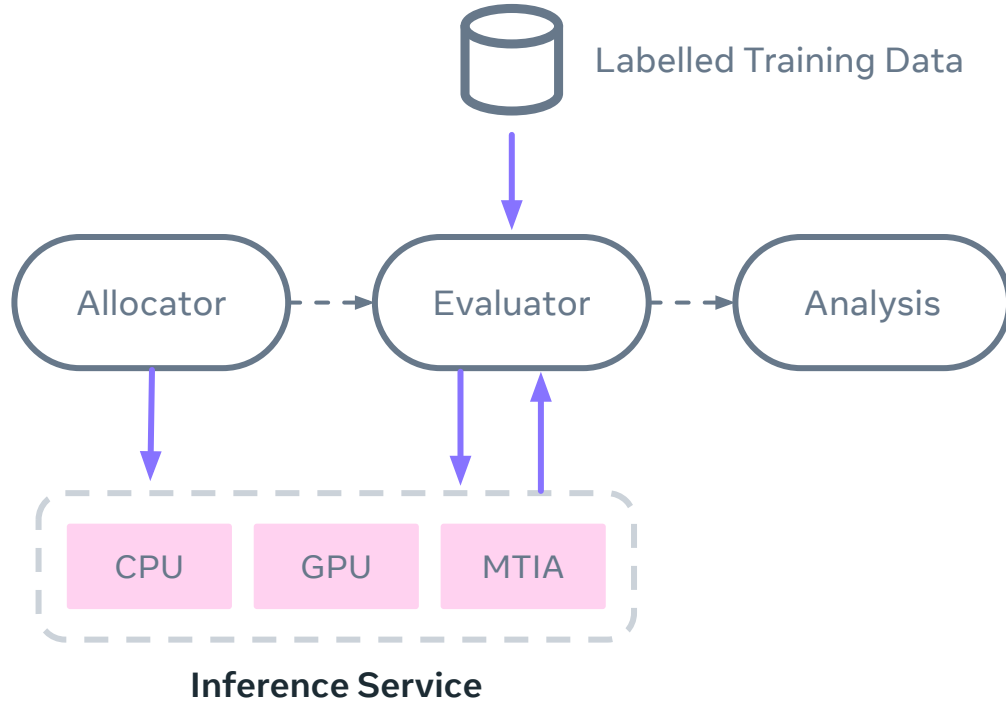 Labelled Training Data
Allocator
Evaluator
Analysis
CPU
GPU
MTIA
Inference Service